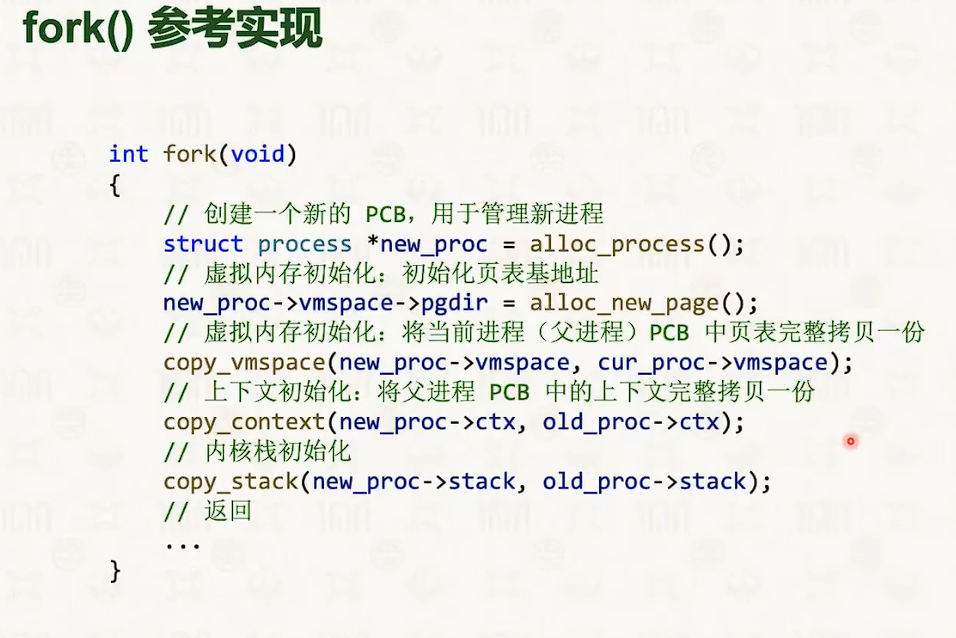 fork() 参考实现
int fork(void)
{
// 创建一个新的 PCB，用于管理新进程
struct process *new_proc = alloc_process();
// 虚拟内存初始化：初始化页表基地址
new_proc->vmspace->pgdir = alloc_new_page();
// 虚拟内存初始化：将当前进程（父进程）PCB 中页表完整拷贝一份
copy_vmspace(new_proc->vmspace, cur_proc->vmspace);
// 上下文初始化：将父进程 PCB 中的上下文完整拷贝一份
copy_context(new_proc->ctx, old_proc->ctx);
// 内核栈初始化
copy_stack(new_proc->stack, old_proc->stack);
// 返回
...
}